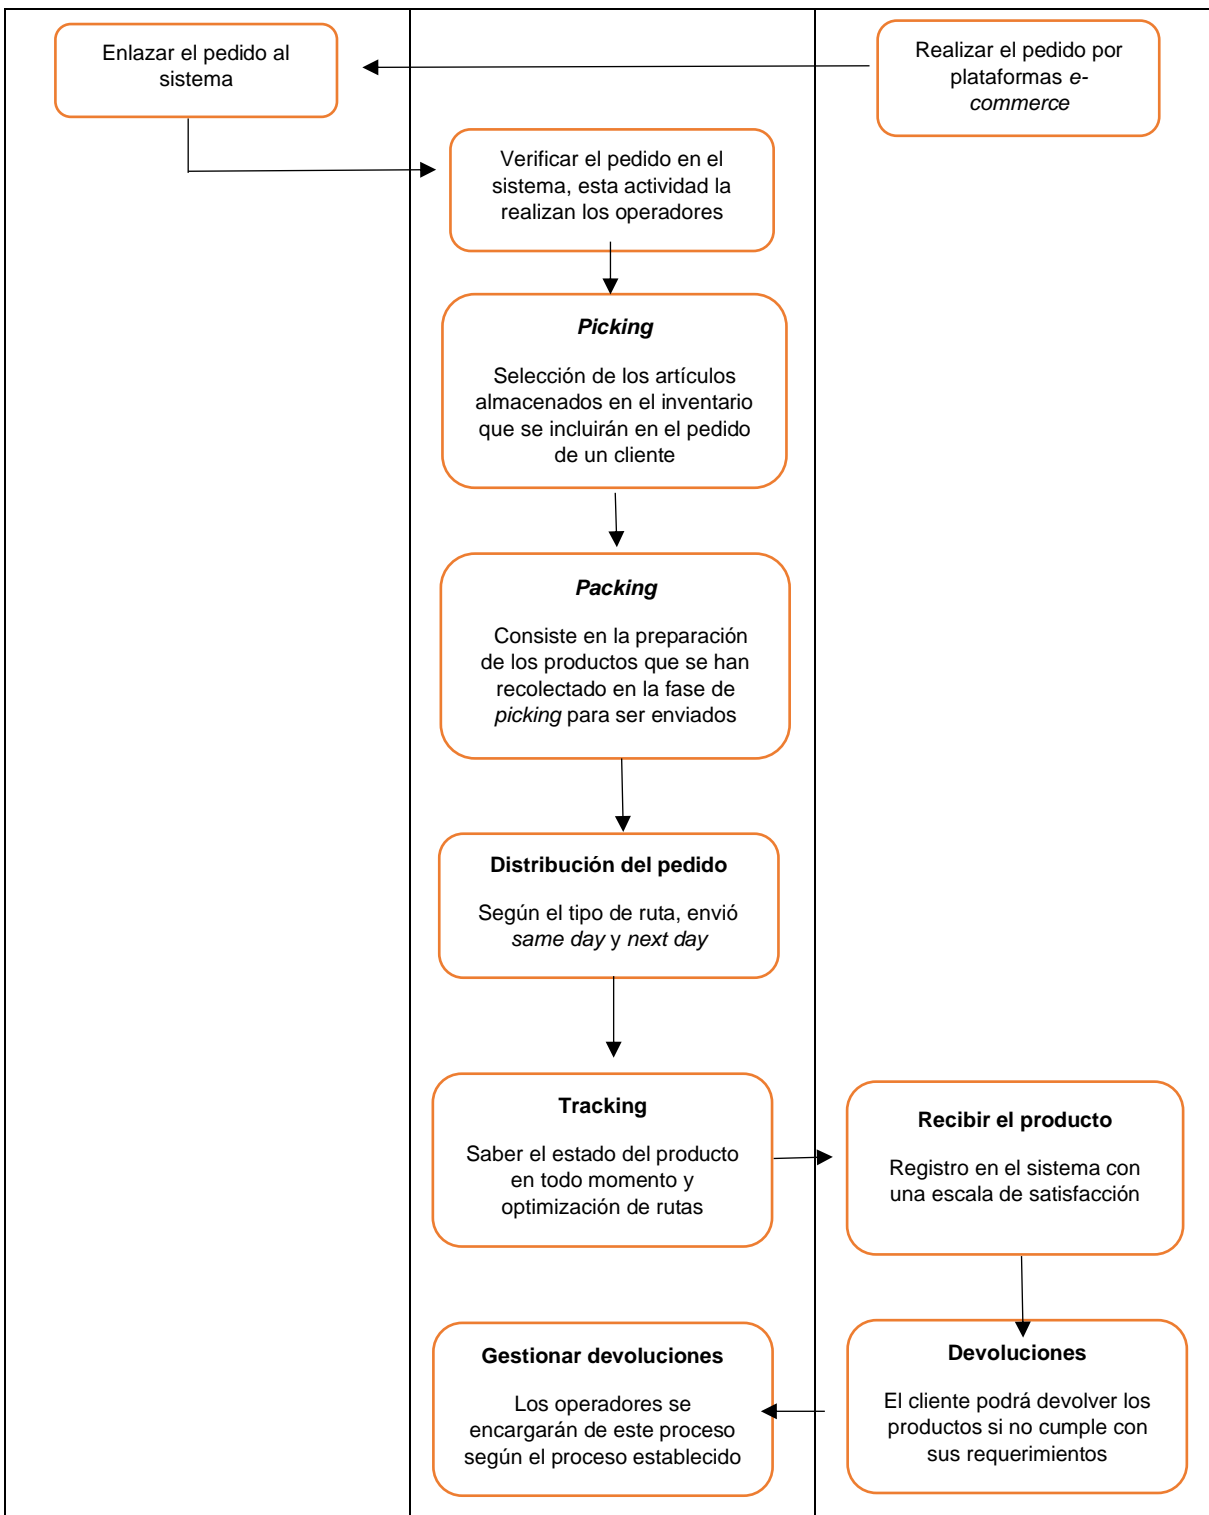 Enlazar el pedido al
sistema
Realizar el pedido por
plataformas e-
commerce
Verificar el pedido en el
sistema, esta actividad la
realizan los operadores
Picking
Selección de los artículos
almacenados en el inventario
que se incluirán en el pedido
de un cliente
Packing
Consiste en la preparación
de los productos que se han
recolectado en la fase de
picking para ser enviados
Distribución del pedido
Según el tipo de ruta, envió
same day y next day
Tracking
Saber el estado del producto
en todo momento y
optimización de rutas
Recibir el producto
Registro en el sistema con
una escala de satisfacción
Gestionar devoluciones
Los operadores se
encargarán de este proceso
según el proceso establecido
Devoluciones
El cliente podrá devolver los
productos si no cumple con
sus requerimientos